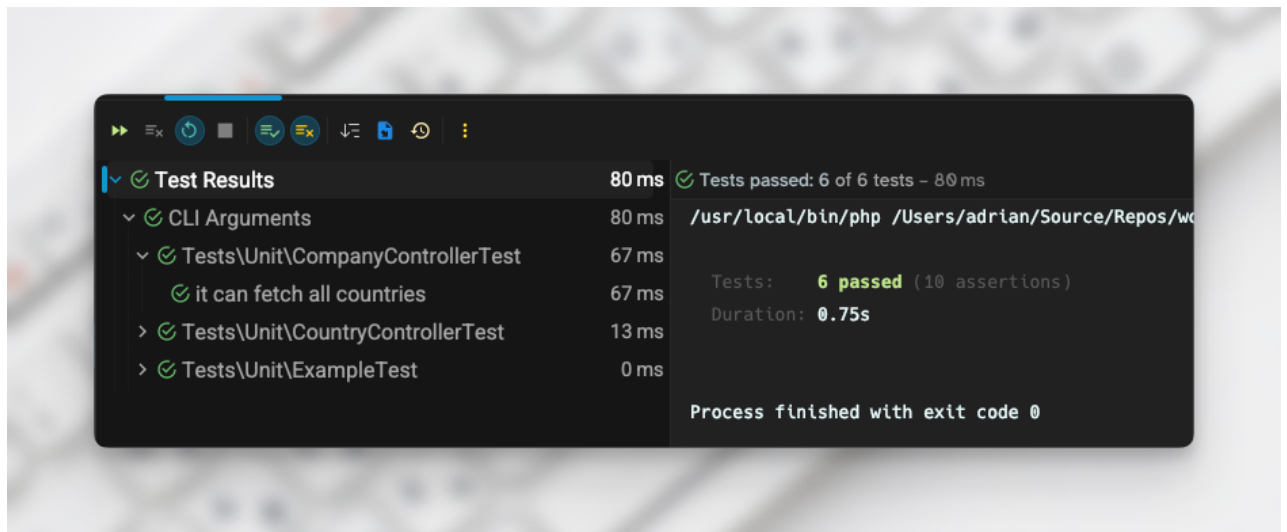 Test Results 80 ms
CLI Arguments 80 ms
Tests\Unit\CompanyControllerTest 67 ms
it can fetch all countries 67 ms
Tests\Unit\CountryControllerTest 13 ms
Tests\Unit\ExampleTest 0 ms
Tests passed: 6 of 6 tests – 80 ms
/usr/local/bin/php /Users/adrian/Source/Repos/wo
Tests: 6 passed (10 assertions)
Duration: 0.75s
Process finished with exit code 0